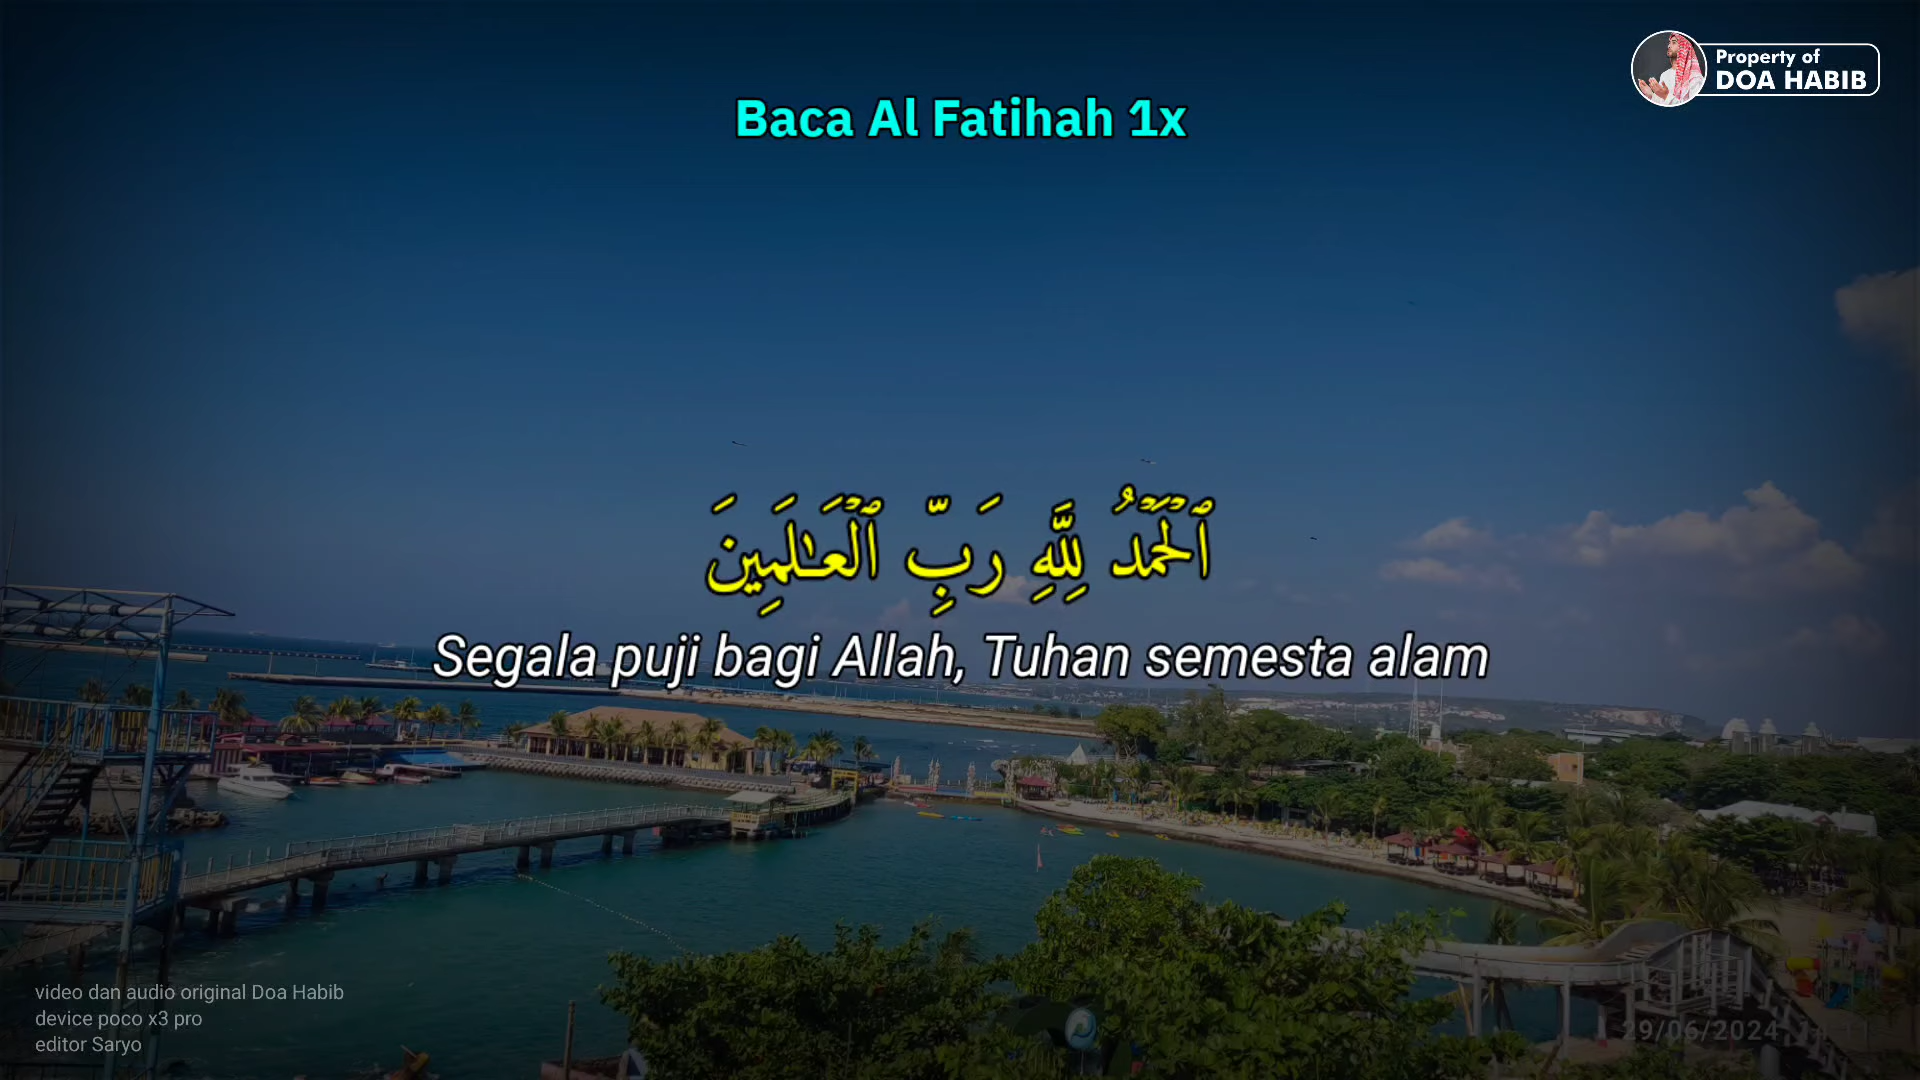 Property of
DOA HABIB
Baca Al Fatihah 1x
ٱلْحَمْدُ لِلَّهِ رَبِّ ٱلْعَـٰلَمِينَ
Segala puji bagi Allah, Tuhan semesta alam
video dan audio original Doa Habib
device poco x3 pro
editor Saryo
29/06/2024